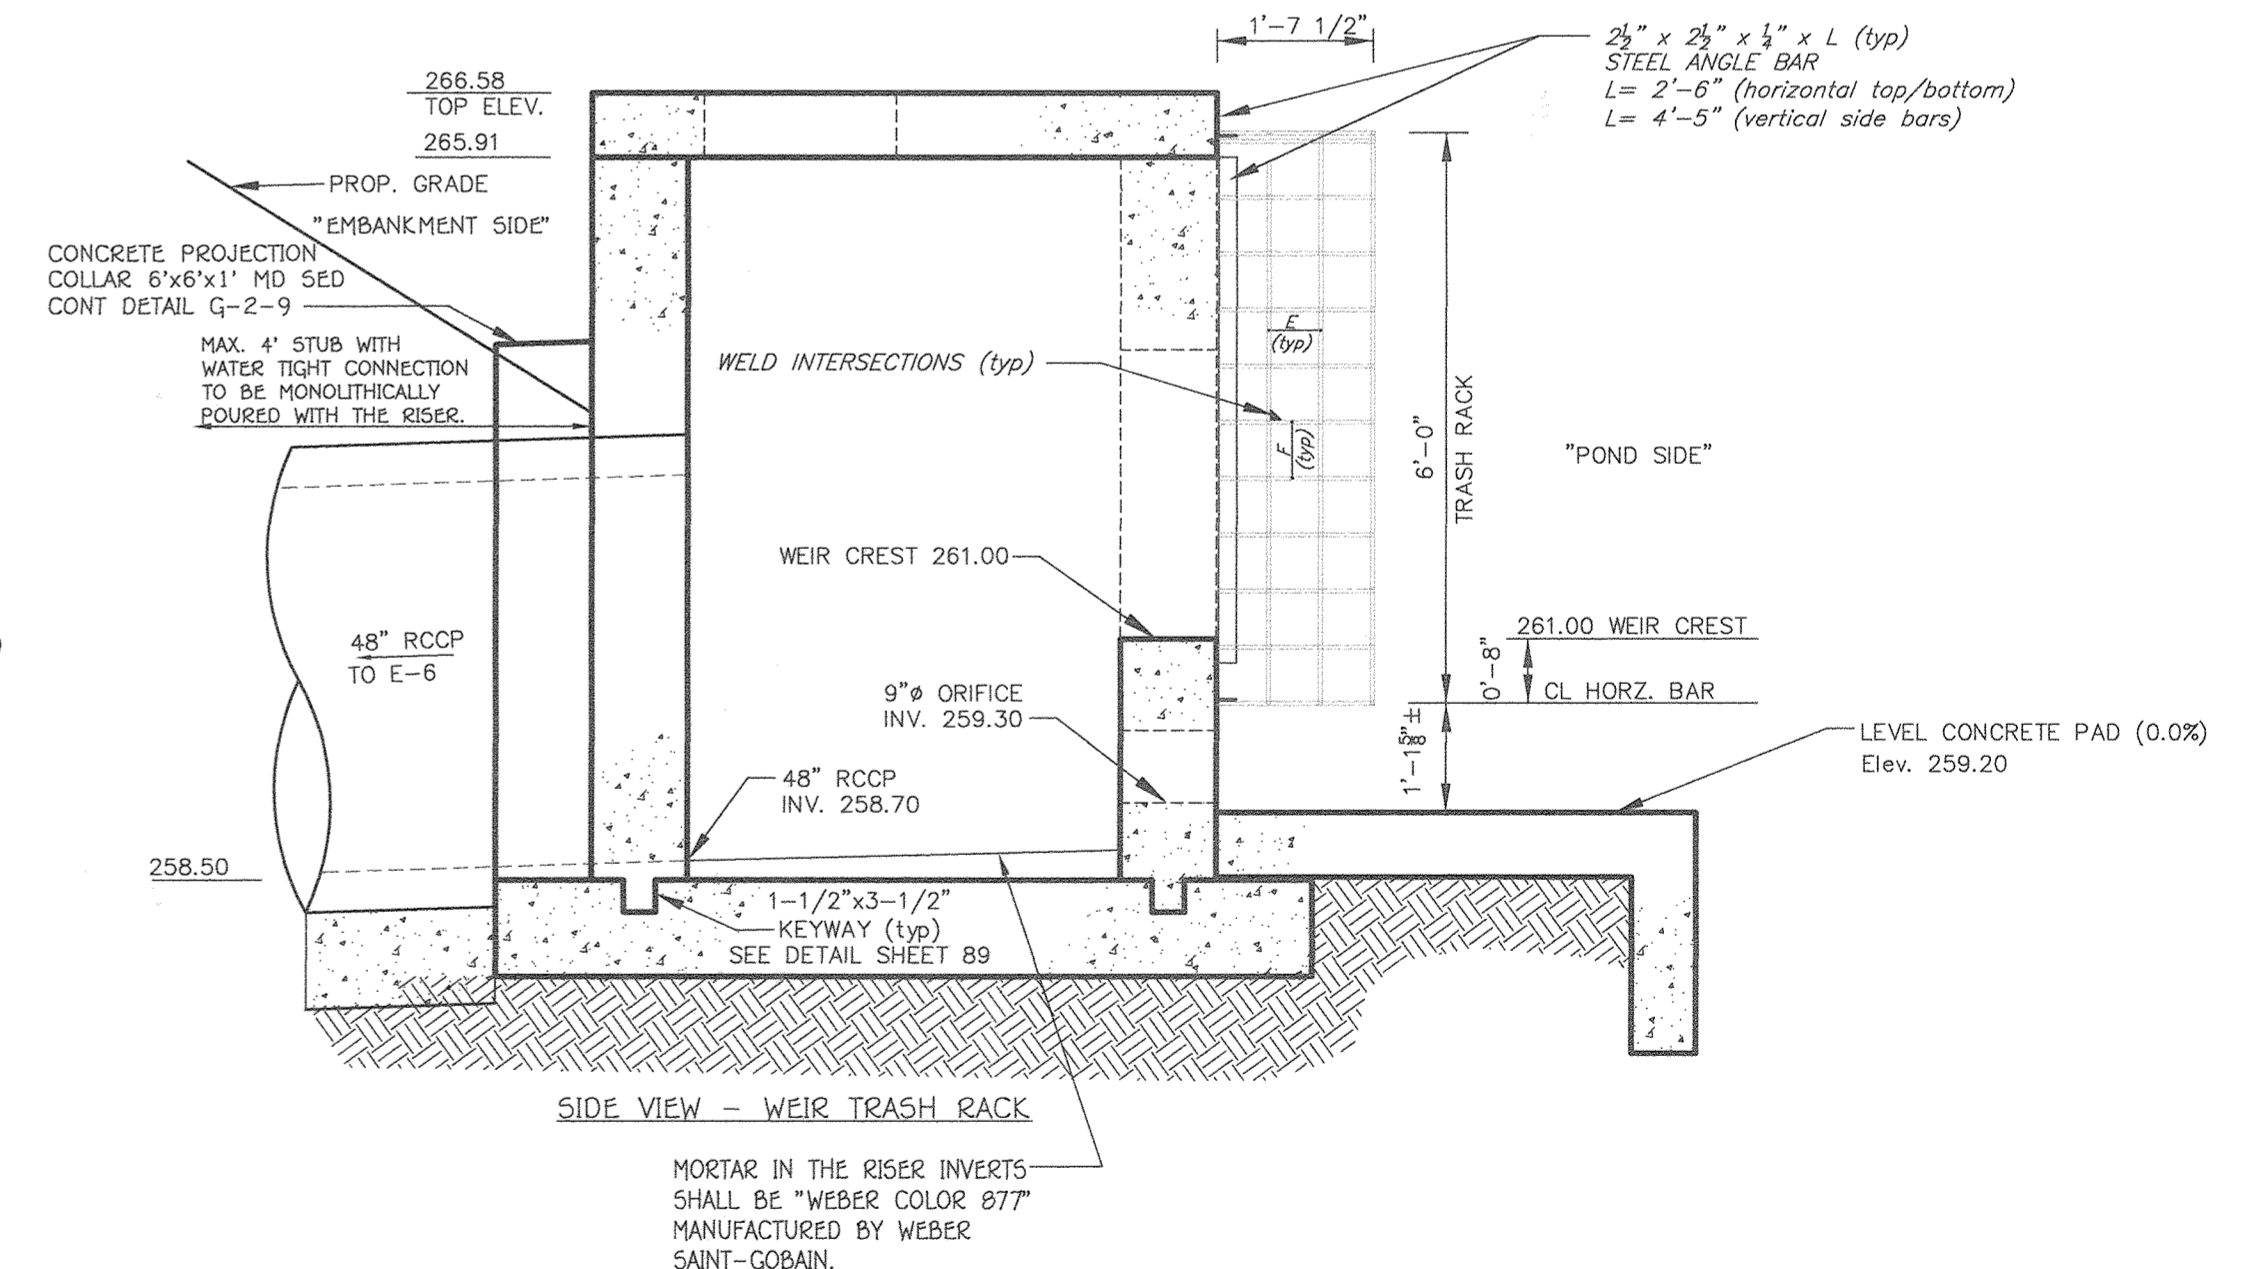 1'-7 1/2"
2½" x 2½" x ¼" x L (typ)
STEEL ANGLE BAR
L= 2'-6" (horizontal top/bottom)
L= 4'-5" (vertical side bars)
266.58
TOP ELEV.
265.91
PROP. GRADE
"EMBANKMENT SIDE"
CONCRETE PROJECTION
COLLAR 6'x6'x1' MD SED
CONT DETAIL G-2-9
MAX. 4' STUB WITH
WATER TIGHT CONNECTION
TO BE MONOLITHICALLY
POURED WITH THE RISER.
WELD INTERSECTIONS (typ)
E
(typ)
F
(typ)
6'-0"
TRASH RACK
"POND SIDE"
WEIR CREST 261.00
261.00 WEIR CREST
0'-8"
CL HORZ. BAR
48" RCCP
TO E-6
9"ø ORIFICE
INV. 259.30
1'-1⅝"±
LEVEL CONCRETE PAD (0.0%)
Elev. 259.20
48" RCCP
INV. 258.70
258.50
1-1/2"x3-1/2"
KEYWAY (typ)
SEE DETAIL SHEET 89
SIDE VIEW - WEIR TRASH RACK
MORTAR IN THE RISER INVERTS
SHALL BE "WEBER COLOR 877"
MANUFACTURED BY WEBER
SAINT-GOBAIN.